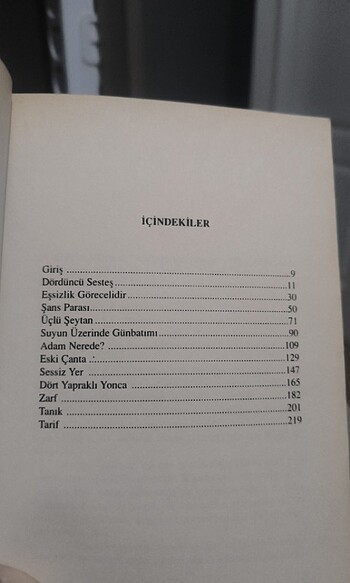 İÇİNDEKİLER
Giriş ..................................................................9
Dördüncü Sesteş ..................................................11
Eşsizlik Görecelidir ..............................................30
Şans Parası ..........................................................50
Üçlü Şeytan ..........................................................71
Suyun Üzerinde Günbatımı ......................................90
Adam Nerede? ......................................................109
Eski Çanta ............................................................129
Sessiz Yer ............................................................147
Dört Yapraklı Yonca ..............................................165
Zarf ....................................................................182
Tanık ..................................................................201
Tarif ....................................................................219